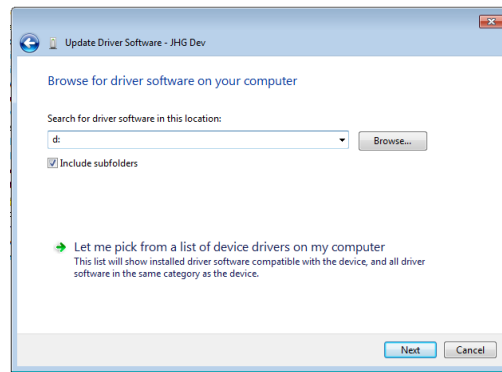 Update Driver Software - JHG Dev
Browse for driver software on your computer
Search for driver software in this location:
d:
Browse...
Include subfolders
Let me pick from a list of device drivers on my computer
This list will show installed driver software compatible with the device, and all driver
software in the same category as the device.
Next
Cancel